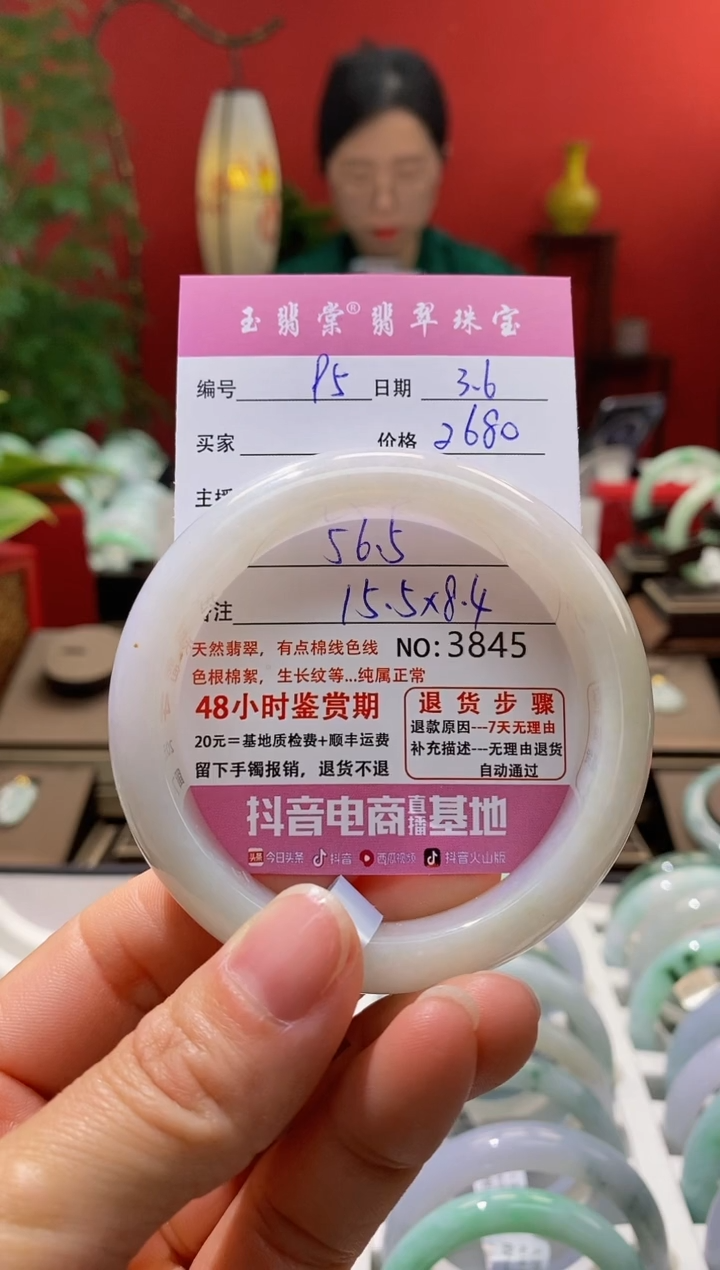 玉翡棠®翡翠珠宝
编号 P5 日期 3.6
买家 价格 2680
主播
56.5
备注 15.5×8.4
天然翡翠，有点棉线色线 NO:3845
色根棉絮，生长纹等...纯属正常
48小时鉴赏期
20元=基地质检费+顺丰运费
留下手镯报销，退货不退
退货步骤
退款原因---7天无理由
补充描述---无理由退货
自动通过
抖音电商直播基地
头条 今日头条 抖音 西瓜视频 抖音火山版